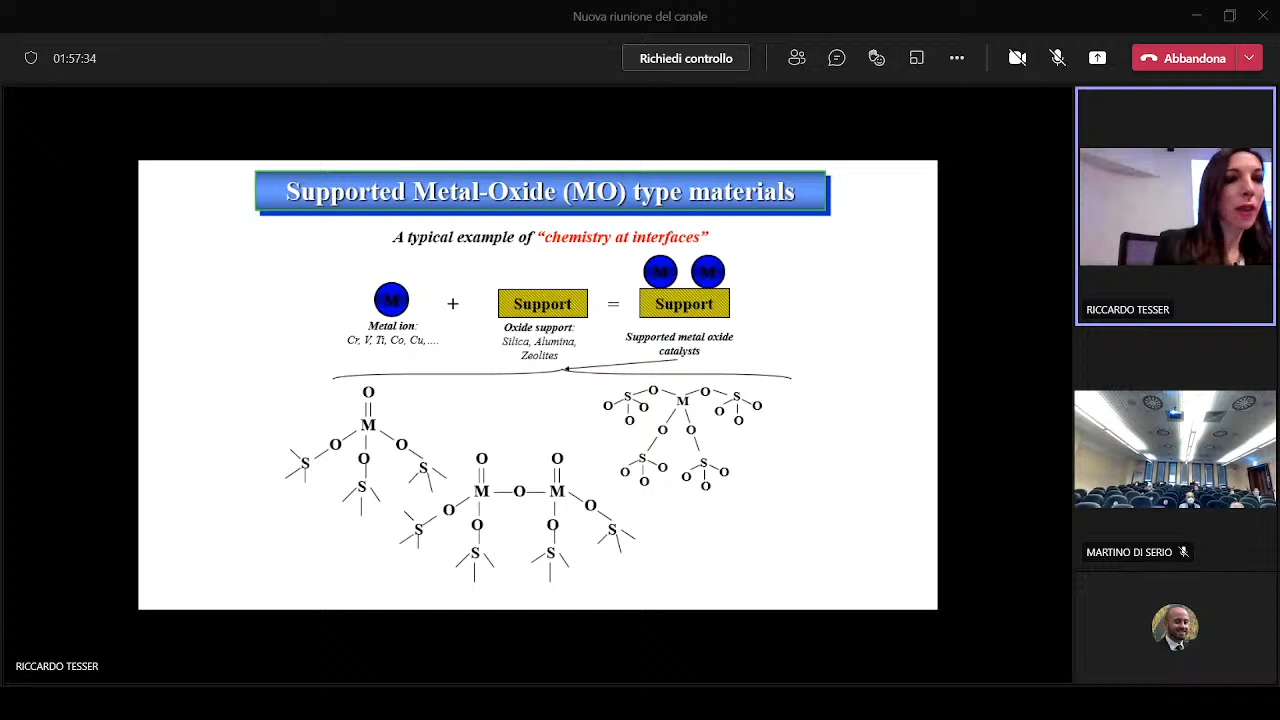 Nuova riunione del canale
01:57:34
Richiedi controllo
Abbandona
Supported Metal-Oxide (MO) type materials
A typical example of “chemistry at interfaces”
M
+
Support
=
M M
Support
Metal ion:
Cr, V, Ti, Co, Cu,....
Oxide support:
Silica, Alumina,
Zeolites
Supported metal oxide
catalysts
O
M
O O O
S S S
O O
M O M
O O O O
S S S S
O O
S M S
O O O O O O
O O
S S
O O O O O O
RICCARDO TESSER
MARTINO DI SERIO
RICCARDO TESSER